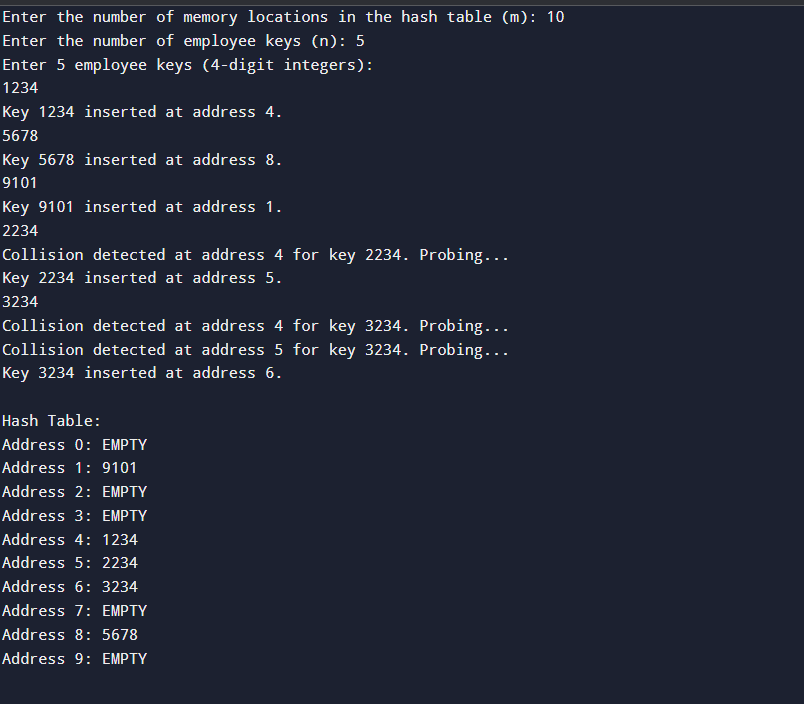 Enter the number of memory locations in the hash table (m): 10
Enter the number of employee keys (n): 5
Enter 5 employee keys (4-digit integers):
1234
Key 1234 inserted at address 4.
5678
Key 5678 inserted at address 8.
9101
Key 9101 inserted at address 1.
2234
Collision detected at address 4 for key 2234. Probing...
Key 2234 inserted at address 5.
3234
Collision detected at address 4 for key 3234. Probing...
Collision detected at address 5 for key 3234. Probing...
Key 3234 inserted at address 6.

Hash Table:
Address 0: EMPTY
Address 1: 9101
Address 2: EMPTY
Address 3: EMPTY
Address 4: 1234
Address 5: 2234
Address 6: 3234
Address 7: EMPTY
Address 8: 5678
Address 9: EMPTY